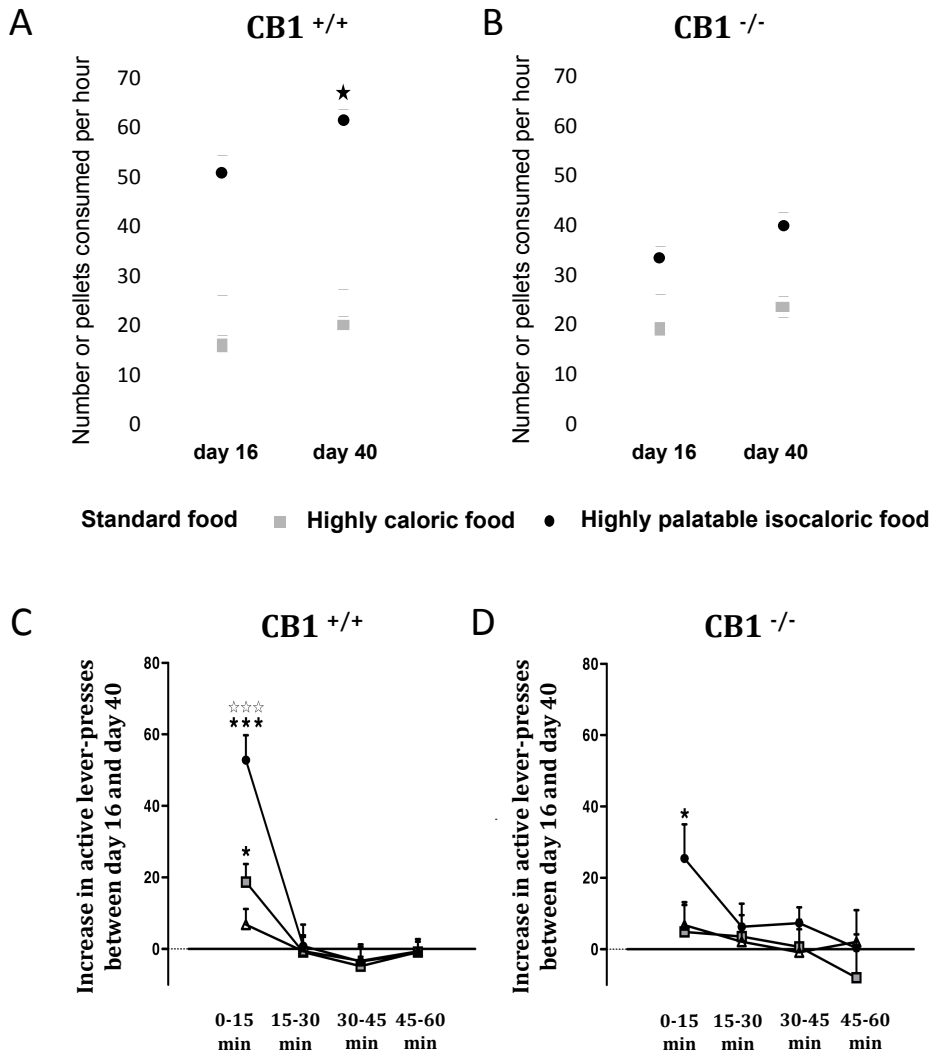 A
CB1 +/+
B
CB1 -/-
Number or pellets consumed per hour
70
60
50
40
30
20
10
0
★
day 16
day 40
Number or pellets consumed per hour
70
60
50
40
30
20
10
0
day 16
day 40
Standard food
Highly caloric food
Highly palatable isocaloric food
C
CB1 +/+
D
CB1 -/-
Increase in active lever-presses
between day 16 and day 40
80
60
40
20
0
☆☆☆
***
*
0-15
min
15-30
min
30-45
min
45-60
min
Increase in active lever-presses
between day 16 and day 40
80
60
40
20
0
*
0-15
min
15-30
min
30-45
min
45-60
min